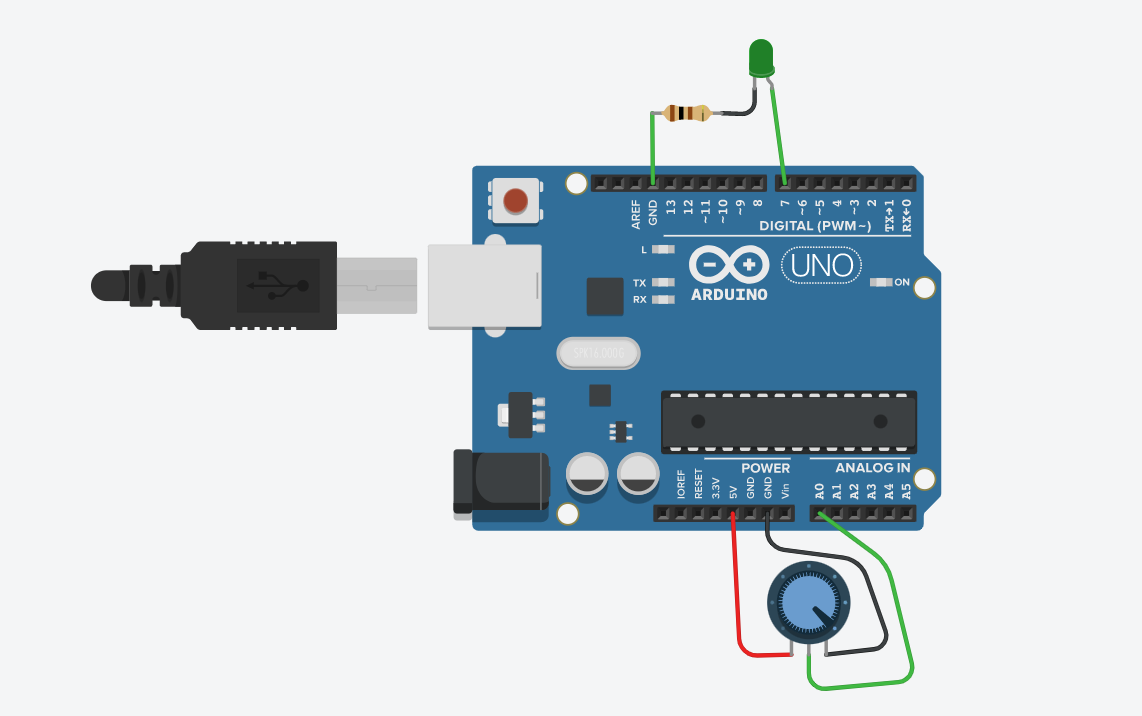 AREF
GND
13
12
~11
~10
~9
8
7
~6
~5
4
~3
2
TX→1
RX←0
DIGITAL (PWM~)
L
TX
RX
UNO
ON
ARDUINO
SPK16.000G
POWER
ANALOG IN
IOREF
RESET
3.3V
5V
GND
GND
Vin
A0
A1
A2
A3
A4
A5